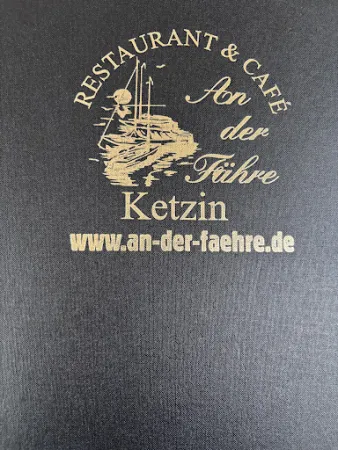 RESTAURANT & CAFÉ
An
der
Fähre
Ketzin
www.an-der-faehre.de